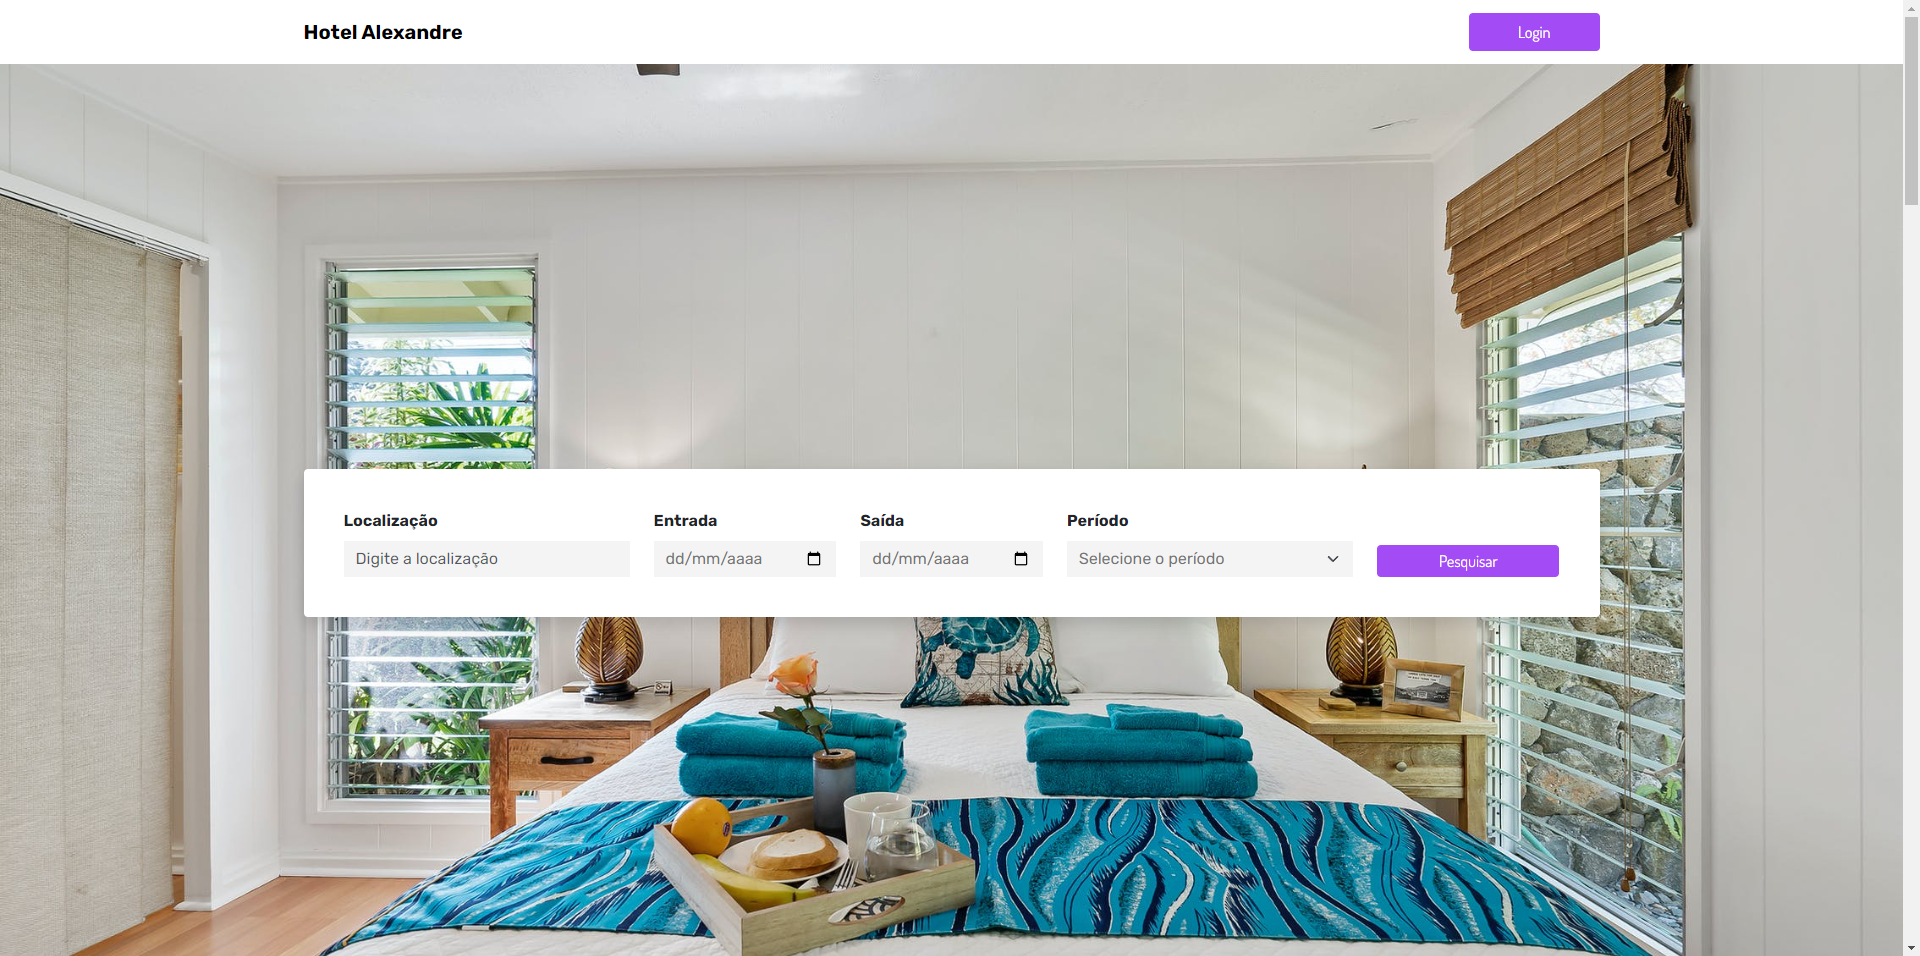 Hotel Alexandre
Login
Localização
Entrada
Saída
Período
Digite a localização
dd/mm/aaaa
dd/mm/aaaa
Selecione o período
Pesquisar